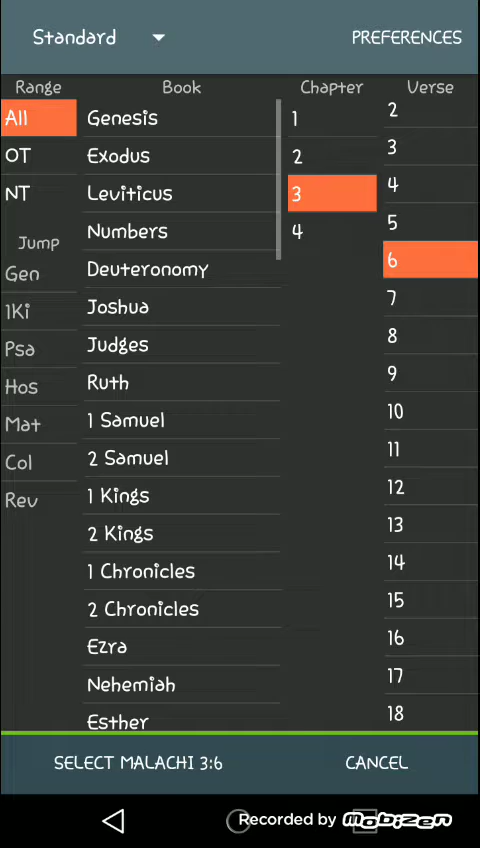 Standard
PREFERENCES
Range Book Chapter Verse
All
OT
NT
Jump
Gen
1Ki
Psa
Hos
Mat
Col
Rev
Genesis
Exodus
Leviticus
Numbers
Deuteronomy
Joshua
Judges
Ruth
1 Samuel
2 Samuel
1 Kings
2 Kings
1 Chronicles
2 Chronicles
Ezra
Nehemiah
Esther
1
2
3
4
2
3
4
5
6
7
8
9
10
11
12
13
14
15
16
17
18
SELECT MALACHI 3:6
CANCEL
Recorded by Mobizen